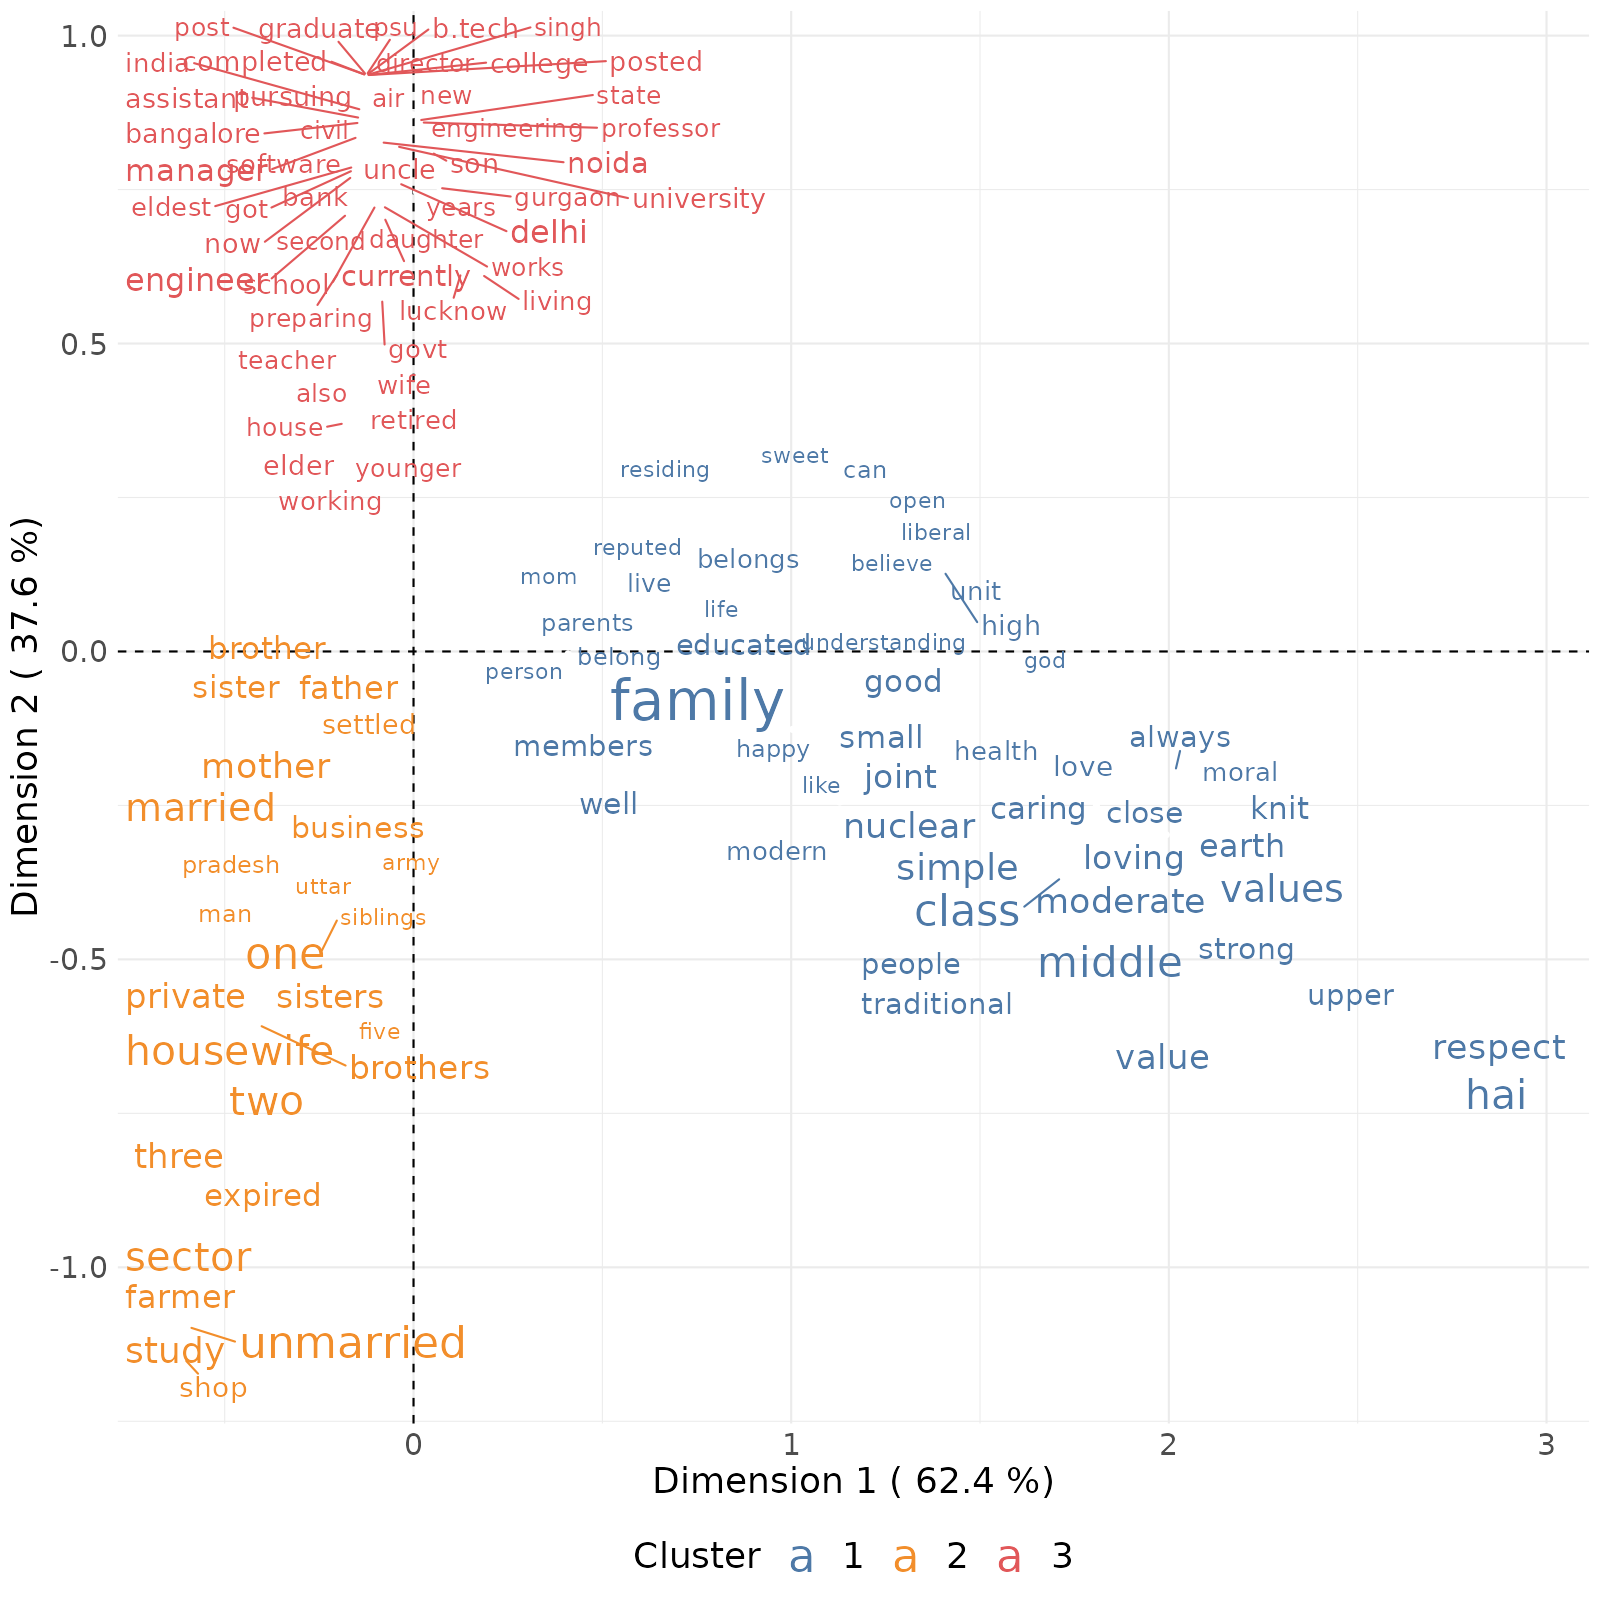 post graduate psu b.tech singh
1.0
india completed director college posted
assistant pursuing air new state
bangalore civil engineering professor
manager software uncle son noida
eldest got bank years gurgaon university
now second daughter delhi
engineer school currently works
preparing lucknow living
0.5
teacher govt
also wife
house retired
elder younger sweet
residing can
working open
liberal
reputed belongs believe
mom live unit
life
parents high
0.0
brother educated understanding
person belong god
sister father family good
settled members happy small health always
mother like joint love moral
married well caring close knit
business nuclear
pradesh army modern simple loving earth
uttar moderate values
man siblings class
one people middle strong
-0.5
private sisters traditional upper
five
housewife value respect
brothers
two hai
three
expired
sector
-1.0
farmer
study unmarried
shop
0 1 2 3
Dimension 1 ( 62.4 %)
Dimension 2 ( 37.6 %)
Cluster a 1 a 2 a 3